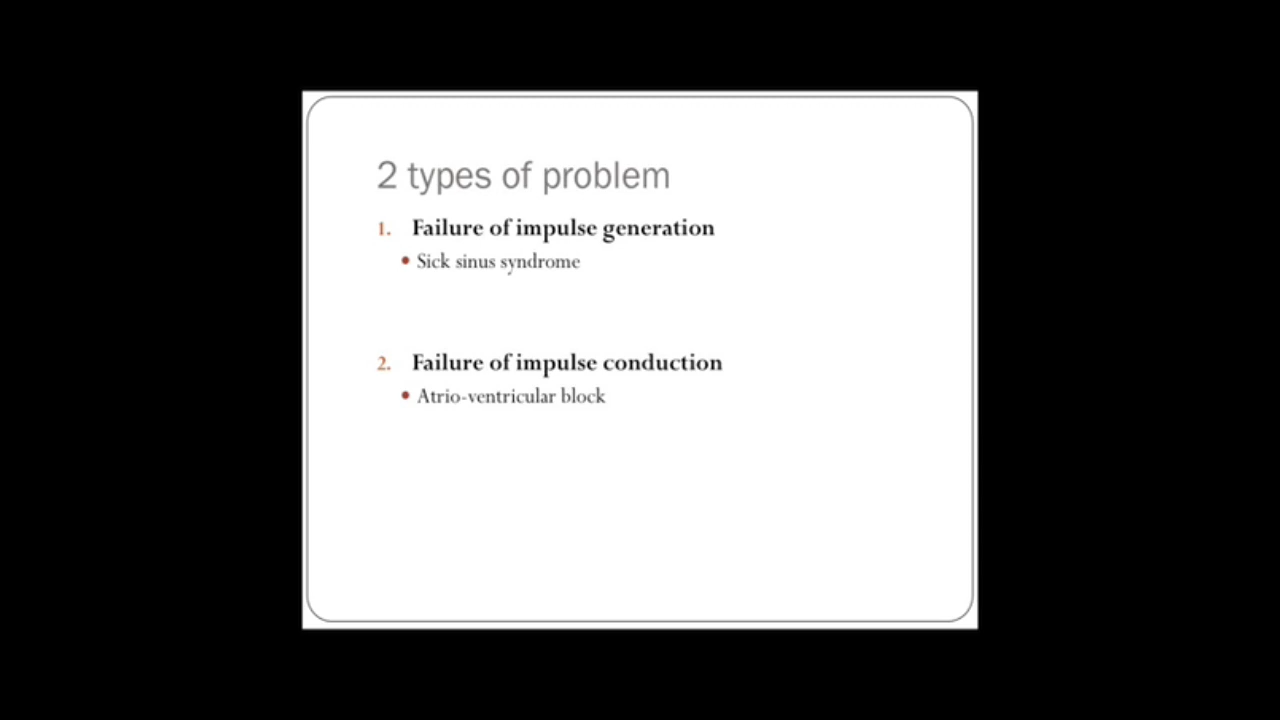 2 types of problem
1. Failure of impulse generation
• Sick sinus syndrome
2. Failure of impulse conduction
• Atrio-ventricular block